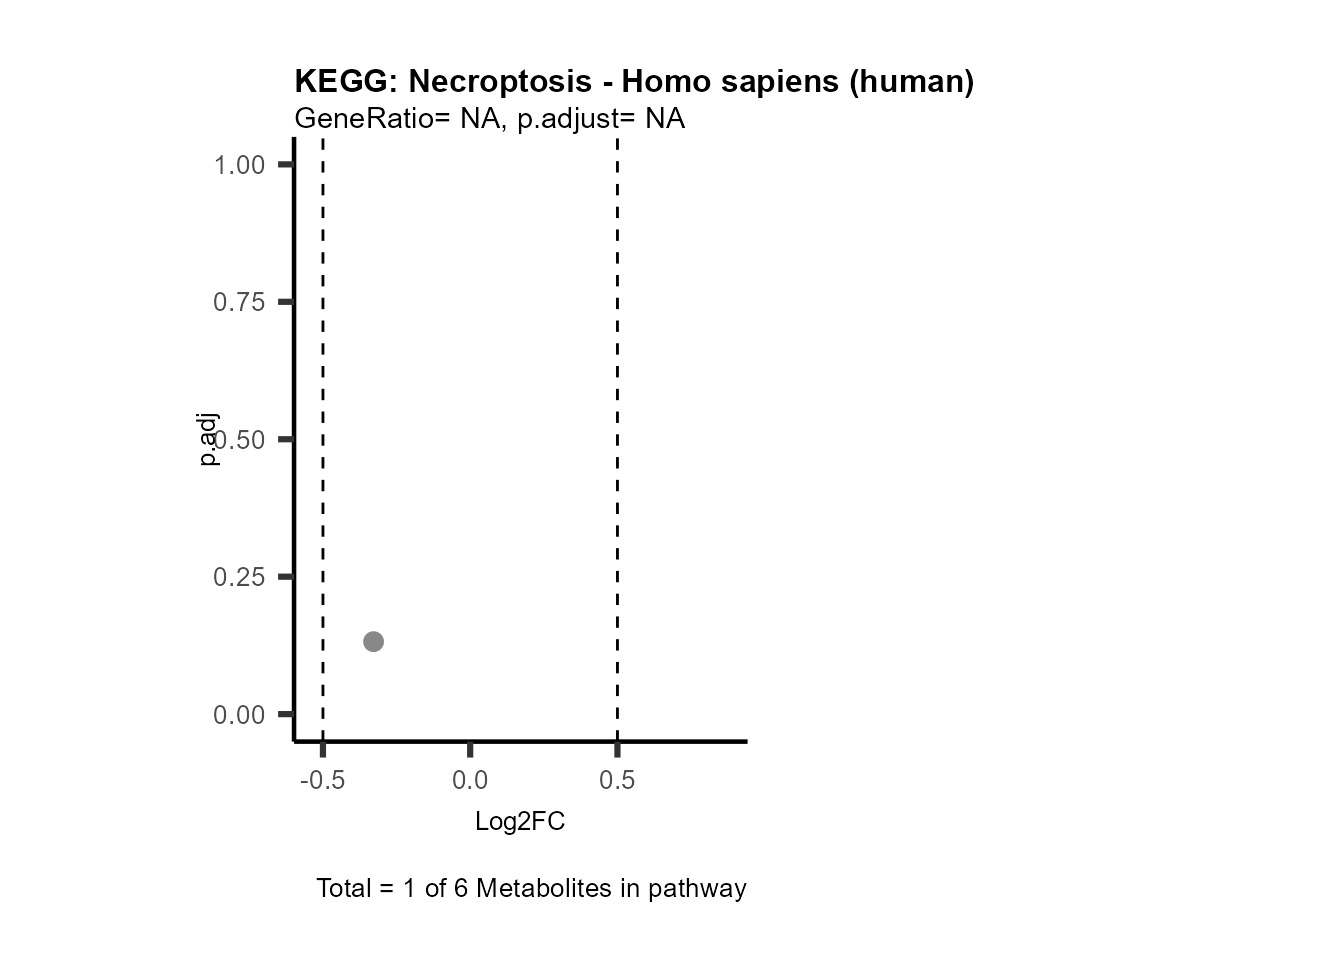 KEGG: Necroptosis - Homo sapiens (human)
GeneRatio= NA, p.adjust= NA
1.00
0.75
0.50
0.25
0.00
p.adj
-0.5
0.0
0.5
Log2FC
Total = 1 of 6 Metabolites in pathway